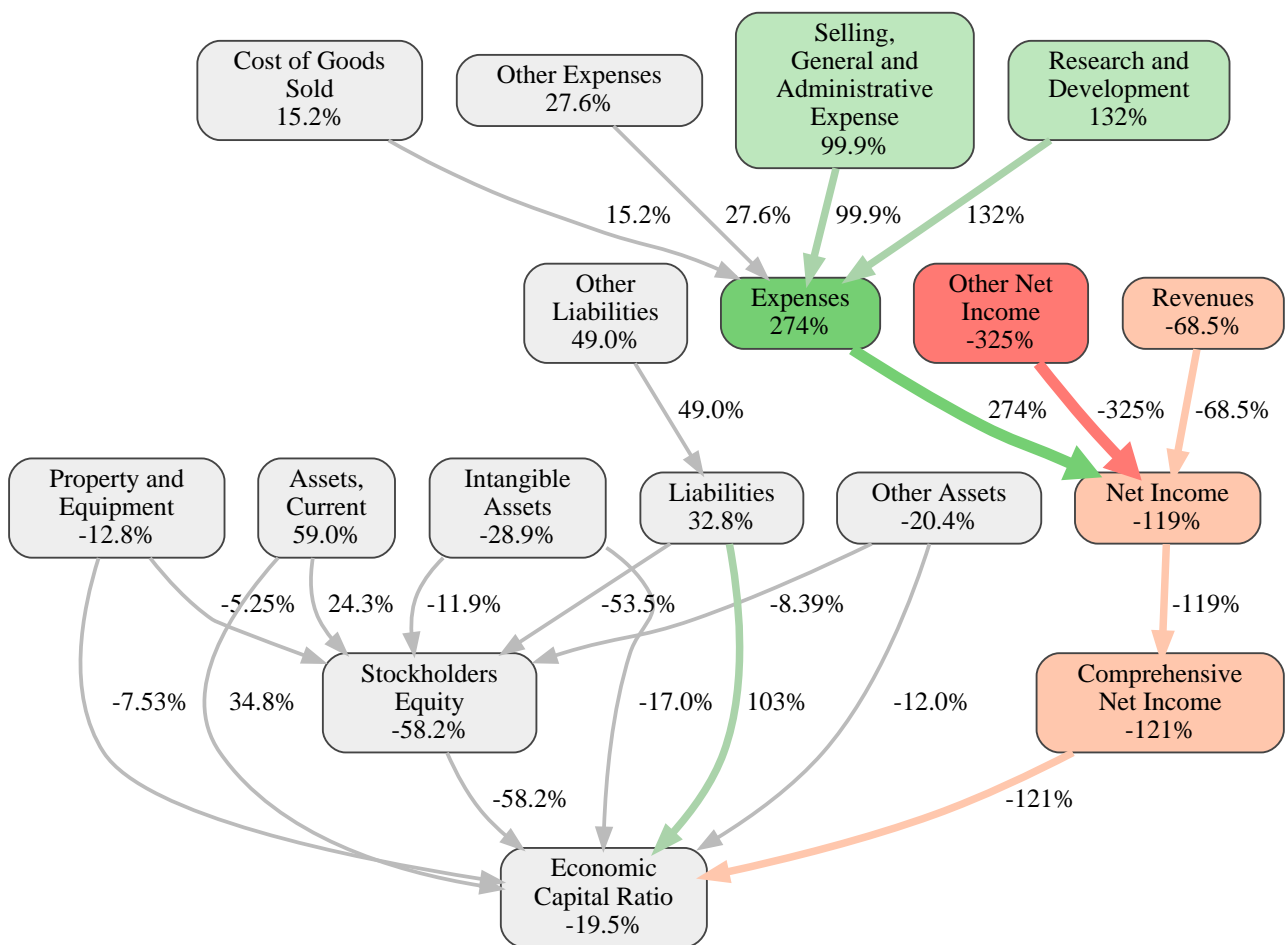 Cost of Goods
Sold
15.2%
Other Expenses
27.6%
Selling,
General and
Administrative
Expense
99.9%
Research and
Development
132%
15.2%
27.6%
99.9%
132%
Other
Liabilities
49.0%
Expenses
274%
Other Net
Income
-325%
Revenues
-68.5%
49.0%
274%
-325%
-68.5%
Property and
Equipment
-12.8%
Assets,
Current
59.0%
Intangible
Assets
-28.9%
Liabilities
32.8%
Other Assets
-20.4%
Net Income
-119%
-5.25%
24.3%
-11.9%
-53.5%
-8.39%
-119%
Stockholders
Equity
-58.2%
Comprehensive
Net Income
-121%
-7.53%
34.8%
-17.0%
103%
-12.0%
-58.2%
-121%
Economic
Capital Ratio
-19.5%